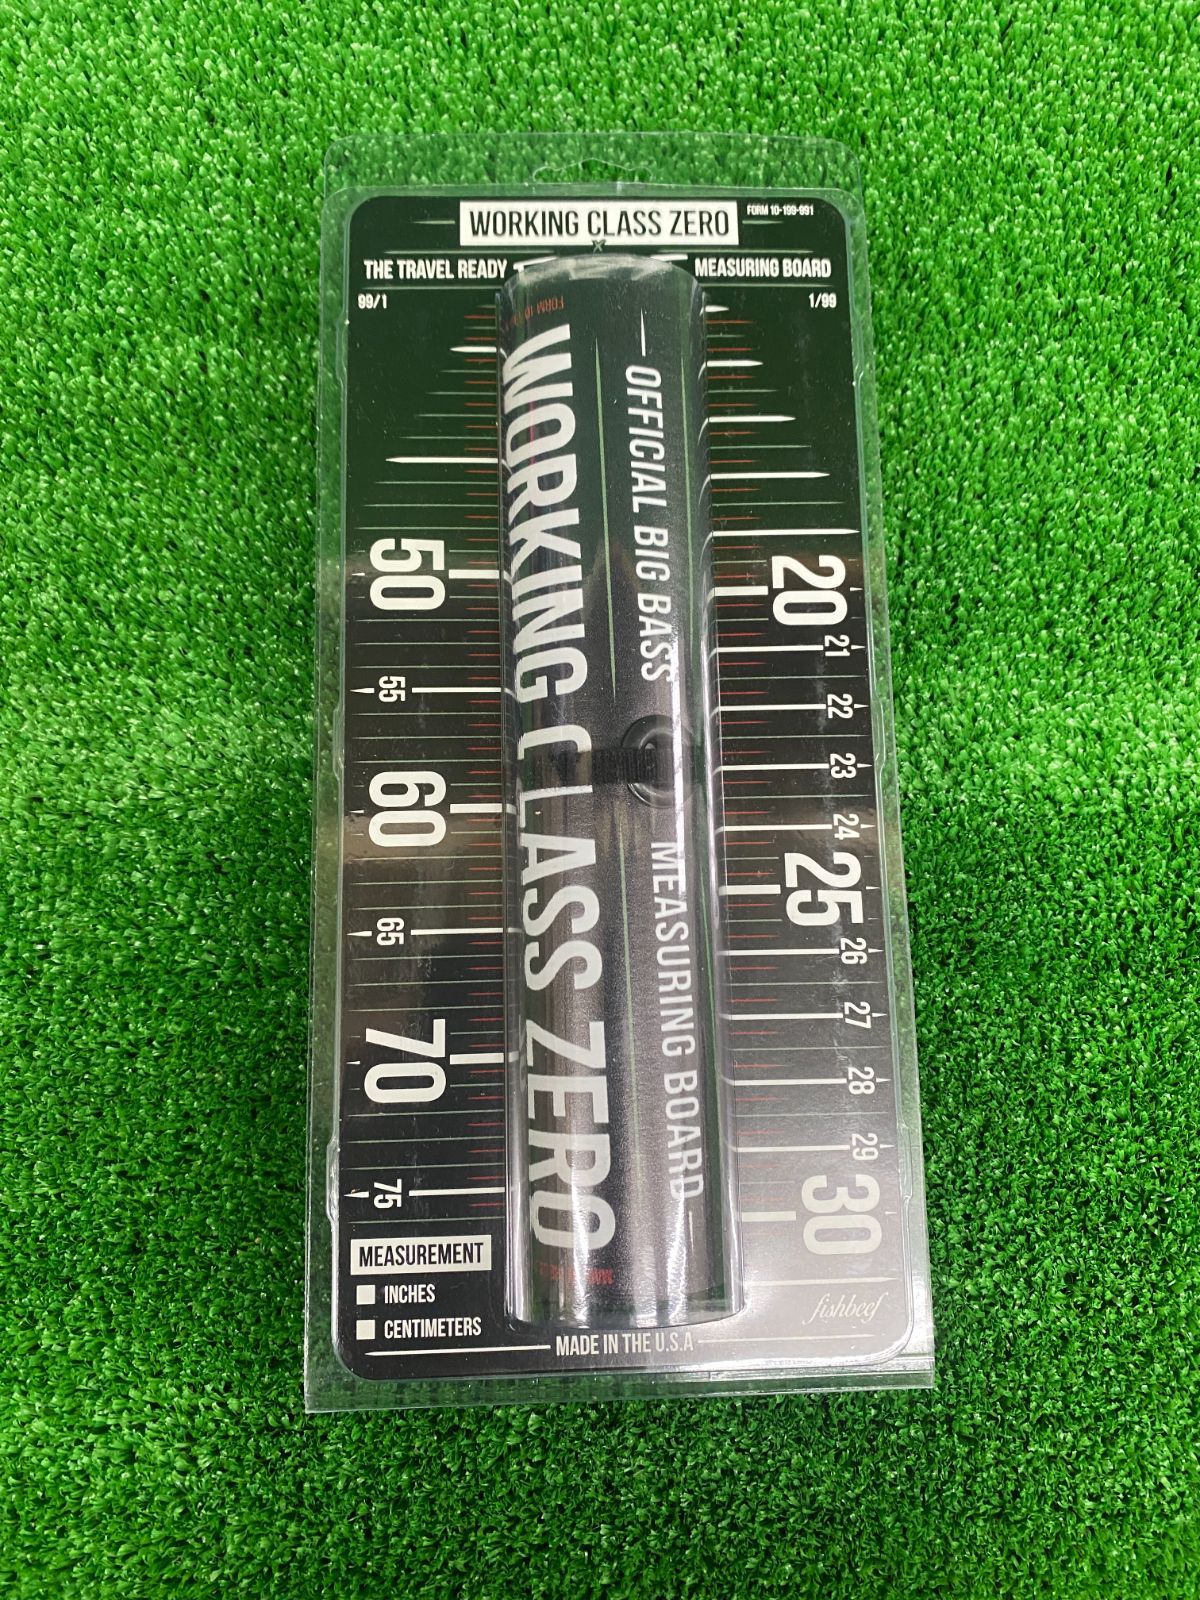 WORKING CLASS ZERO
FORM 10-199-991
X
THE TRAVEL READY
MEASURING BOARD
99/1
1/99
WORKING CLASS ZERO
OFFICIAL BIG BASS
MEASURING BOARD
50
55
60
65
70
75
20
21
22
23
24
25
26
27
28
29
30
MEASUREMENT
INCHES
CENTIMETERS
fishbeef
MADE IN THE U.S.A